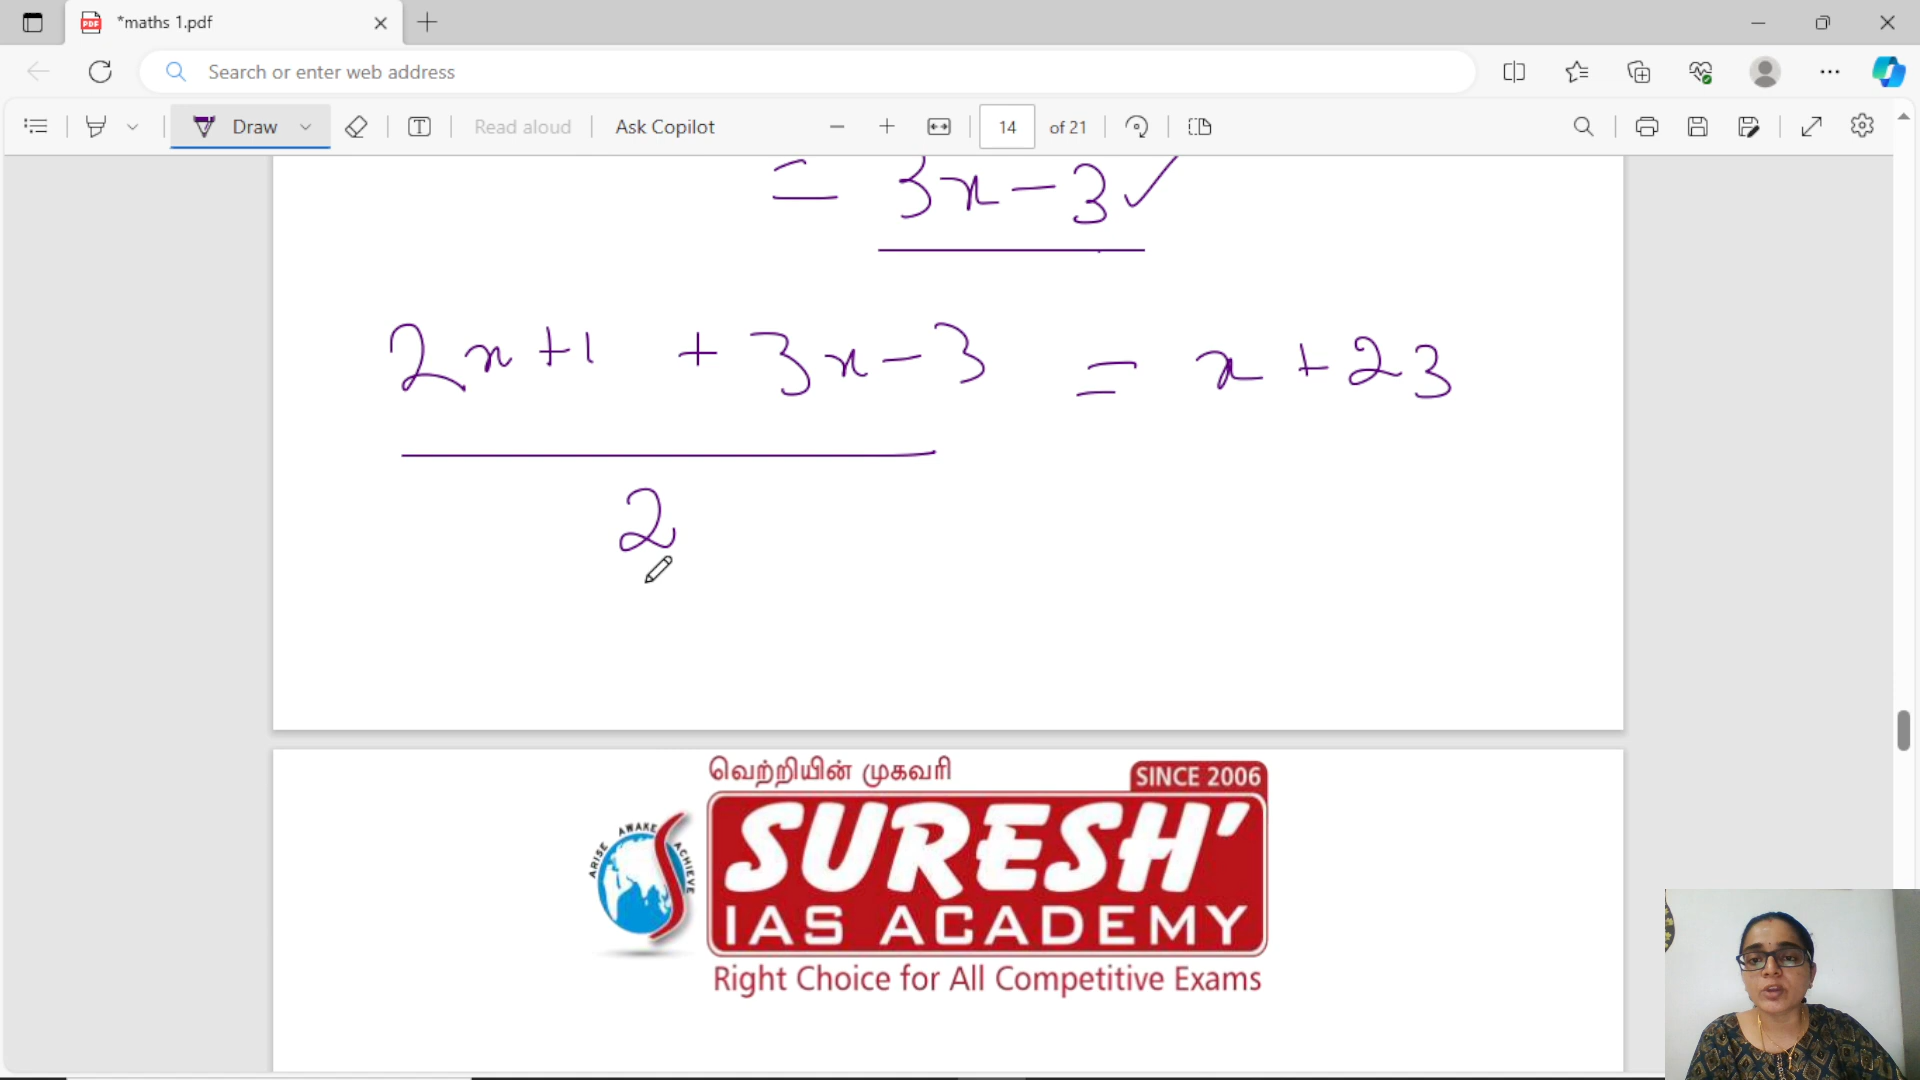 *maths 1.pdf
Search or enter web address
Draw
Read aloud
Ask Copilot
14
of 21
= 3x - 3 ✓
2x + 1 + 3x - 3 = x + 23
2
வெற்றியின் முகவரி
SINCE 2006
ARISE AWAKE ACHIEVE
SURESH'
IAS ACADEMY
Right Choice for All Competitive Exams